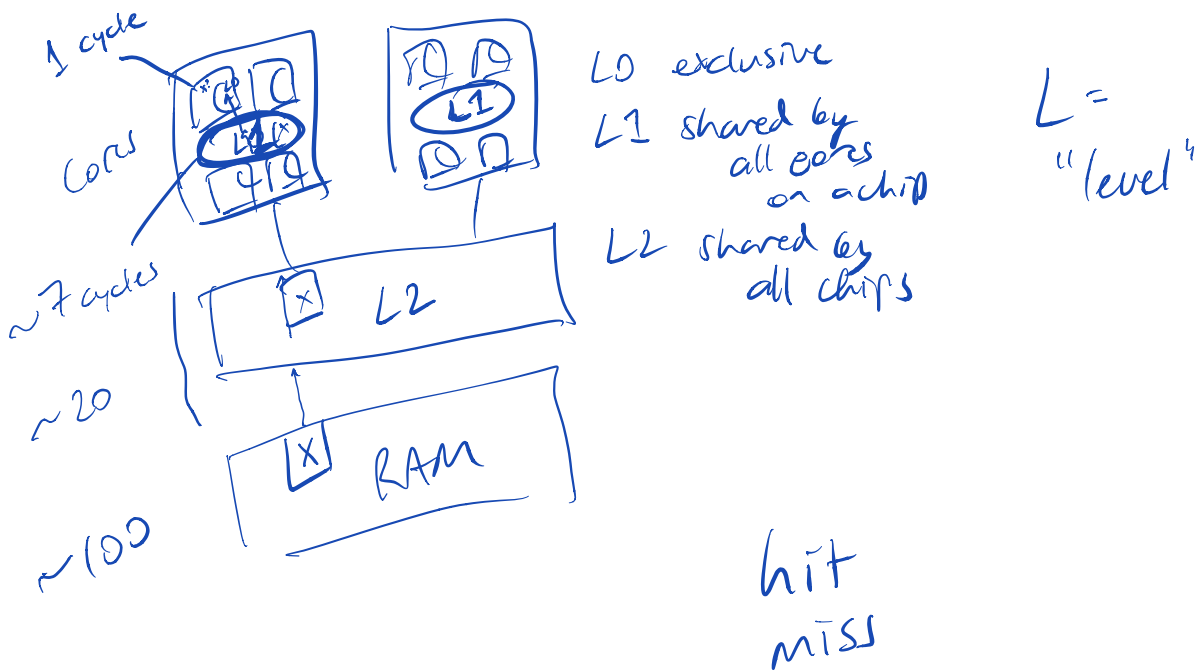 1 cycle
cores
~7 cycles
~20
~100
L1
L2
X
RAM
X
L0 exclusive
L1 shared by
all cores
on a chip
L2 shared by
all chips
L =
"level"
hit
miss